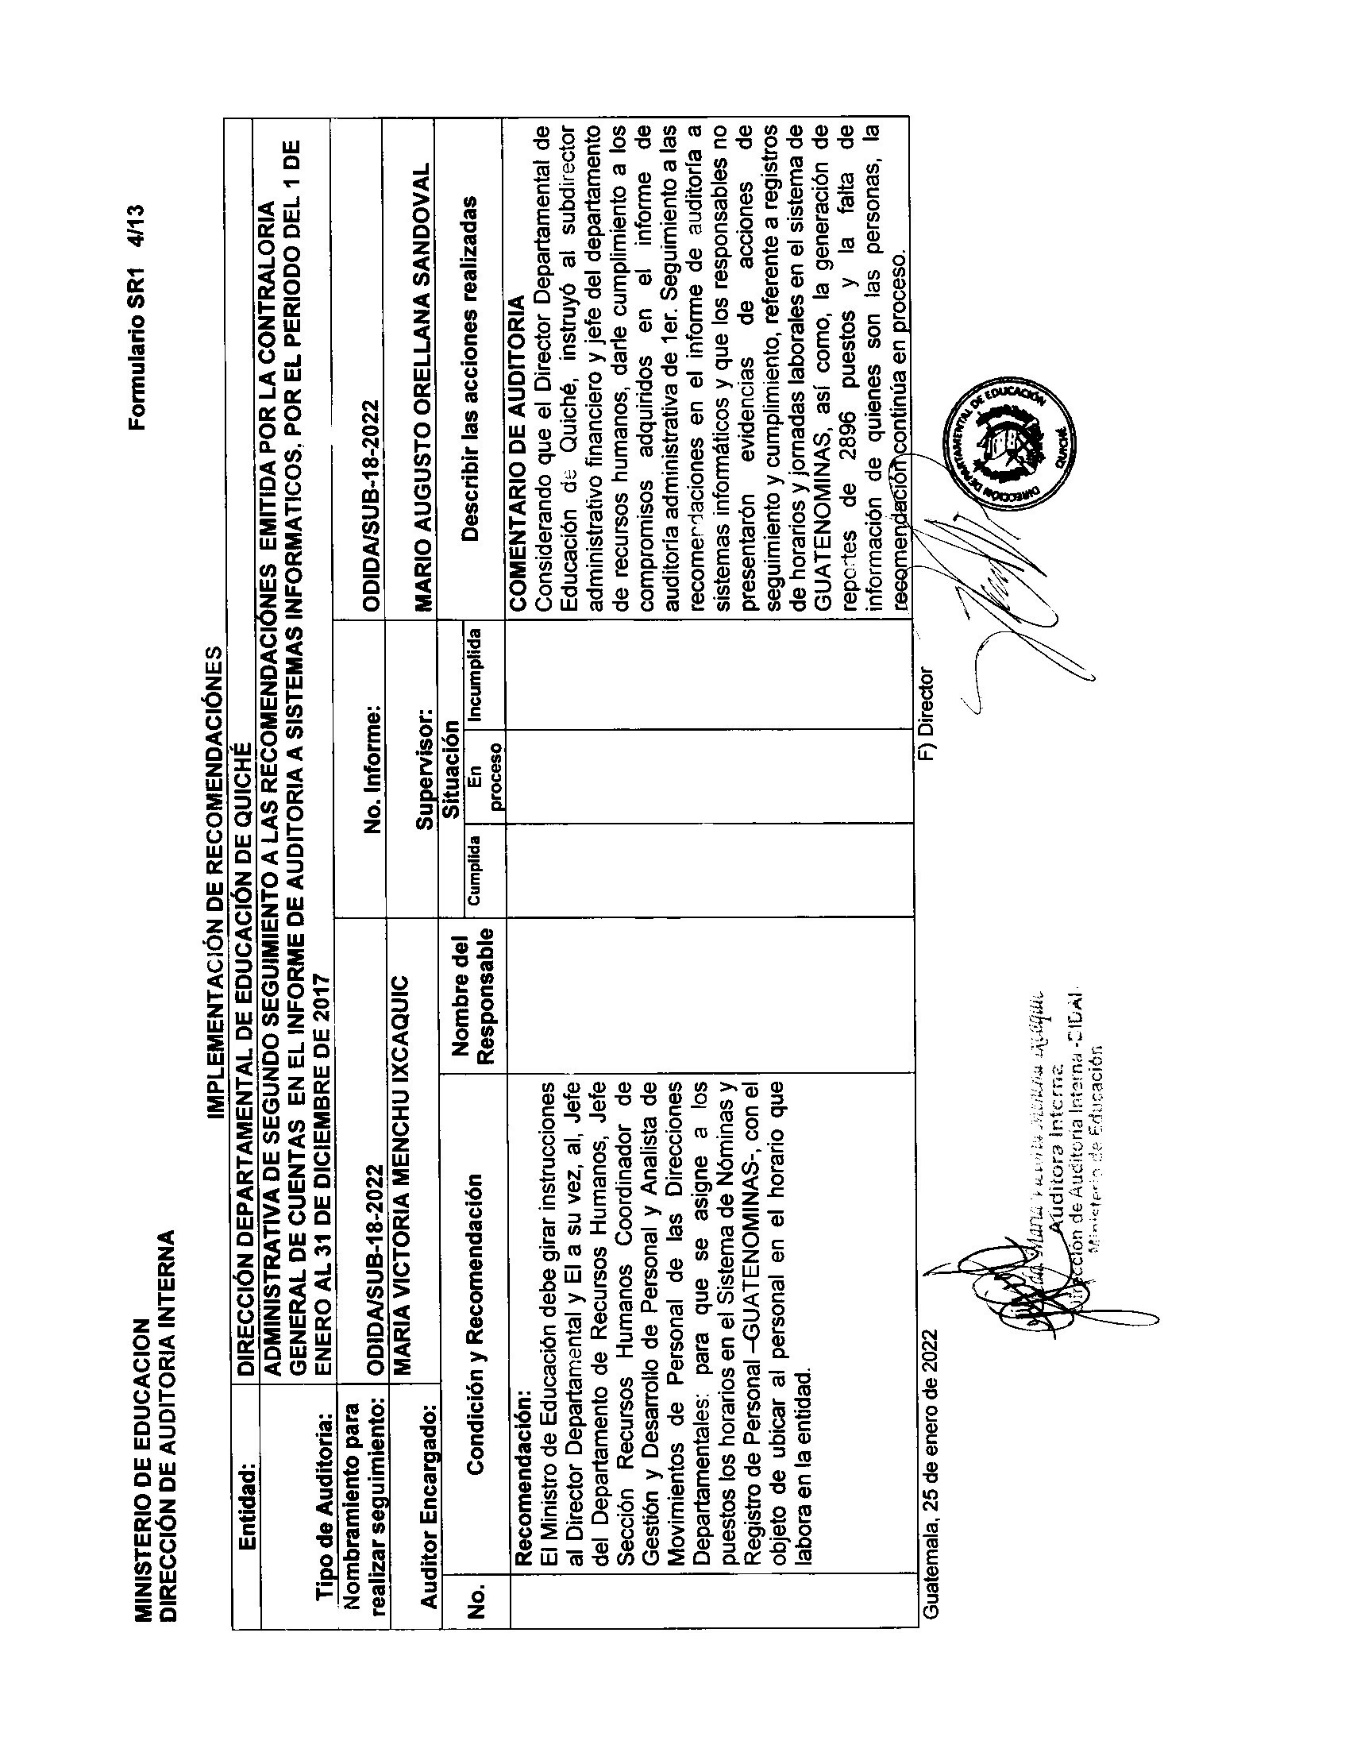 MINISTERIO DE EDUCACION
DIRECCIÓN DE AUDITORIA INTERNA
Formulario SR1 4/13
IMPLEMENTACIÓN DE RECOMENDACIÓNES
Entidad:
DIRECCIÓN DEPARTAMENTAL DE EDUCACIÓN DE QUICHÉ
Tipo de Auditoria:
ADMINISTRATIVA DE SEGUNDO SEGUIMIENTO A LAS RECOMENDACIÓNES EMITIDA POR LA CONTRALORIA
GENERAL DE CUENTAS EN EL INFORME DE AUDITORIA A SISTEMAS INFORMATICOS, POR EL PERIODO DEL 1 DE
ENERO AL 31 DE DICIEMBRE DE 2017
Nombramiento para
realizar seguimiento:
ODIDA/SUB-18-2022
No. Informe:
ODIDA/SUB-18-2022
Auditor Encargado:
MARIA VICTORIA MENCHU IXCAQUIC
Supervisor:
MARIO AUGUSTO ORELLANA SANDOVAL
No.
Condición y Recomendación
Nombre del
Responsable
Situación
Cumplida
En
proceso
Incumplida
Describir las acciones realizadas
Recomendación:
El Ministro de Educación debe girar instrucciones
al Director Departamental y El a su vez, al, Jefe
del Departamento de Recursos Humanos, Jefe
Sección Recursos Humanos Coordinador de
Gestión y Desarrollo de Personal y Analista de
Movimientos de Personal de las Direcciones
Departamentales: para que se asigne a los
puestos los horarios en el Sistema de Nóminas y
Registro de Personal –GUATENOMINAS-, con el
objeto de ubicar al personal en el horario que
labora en la entidad.
COMENTARIO DE AUDITORIA
Considerando que el Director Departamental de
Educación de Quiché, instruyó al subdirector
administrativo financiero y jefe del departamento
de recursos humanos, darle cumplimiento a los
compromisos adquiridos en el informe de
auditoria administrativa de 1er. Seguimiento a las
recomendaciones en el informe de auditoría a
sistemas informáticos y que los responsables no
presentarón evidencias de acciones de
seguimiento y cumplimiento, referente a registros
de horarios y jornadas laborales en el sistema de
GUATENOMINAS, así como, la generación de
reportes de 2896 puestos y la falta de
información de quienes son las personas, la
recomendación continúa en proceso.
Guatemala, 25 de enero de 2022
F) Director
DIRECCIÓN DEPARTAMENTAL DE EDUCACIÓN
QUICHÉ
Auditora Interna
Dirección de Auditoría Interna -DIDAI-
Ministerio de Educación